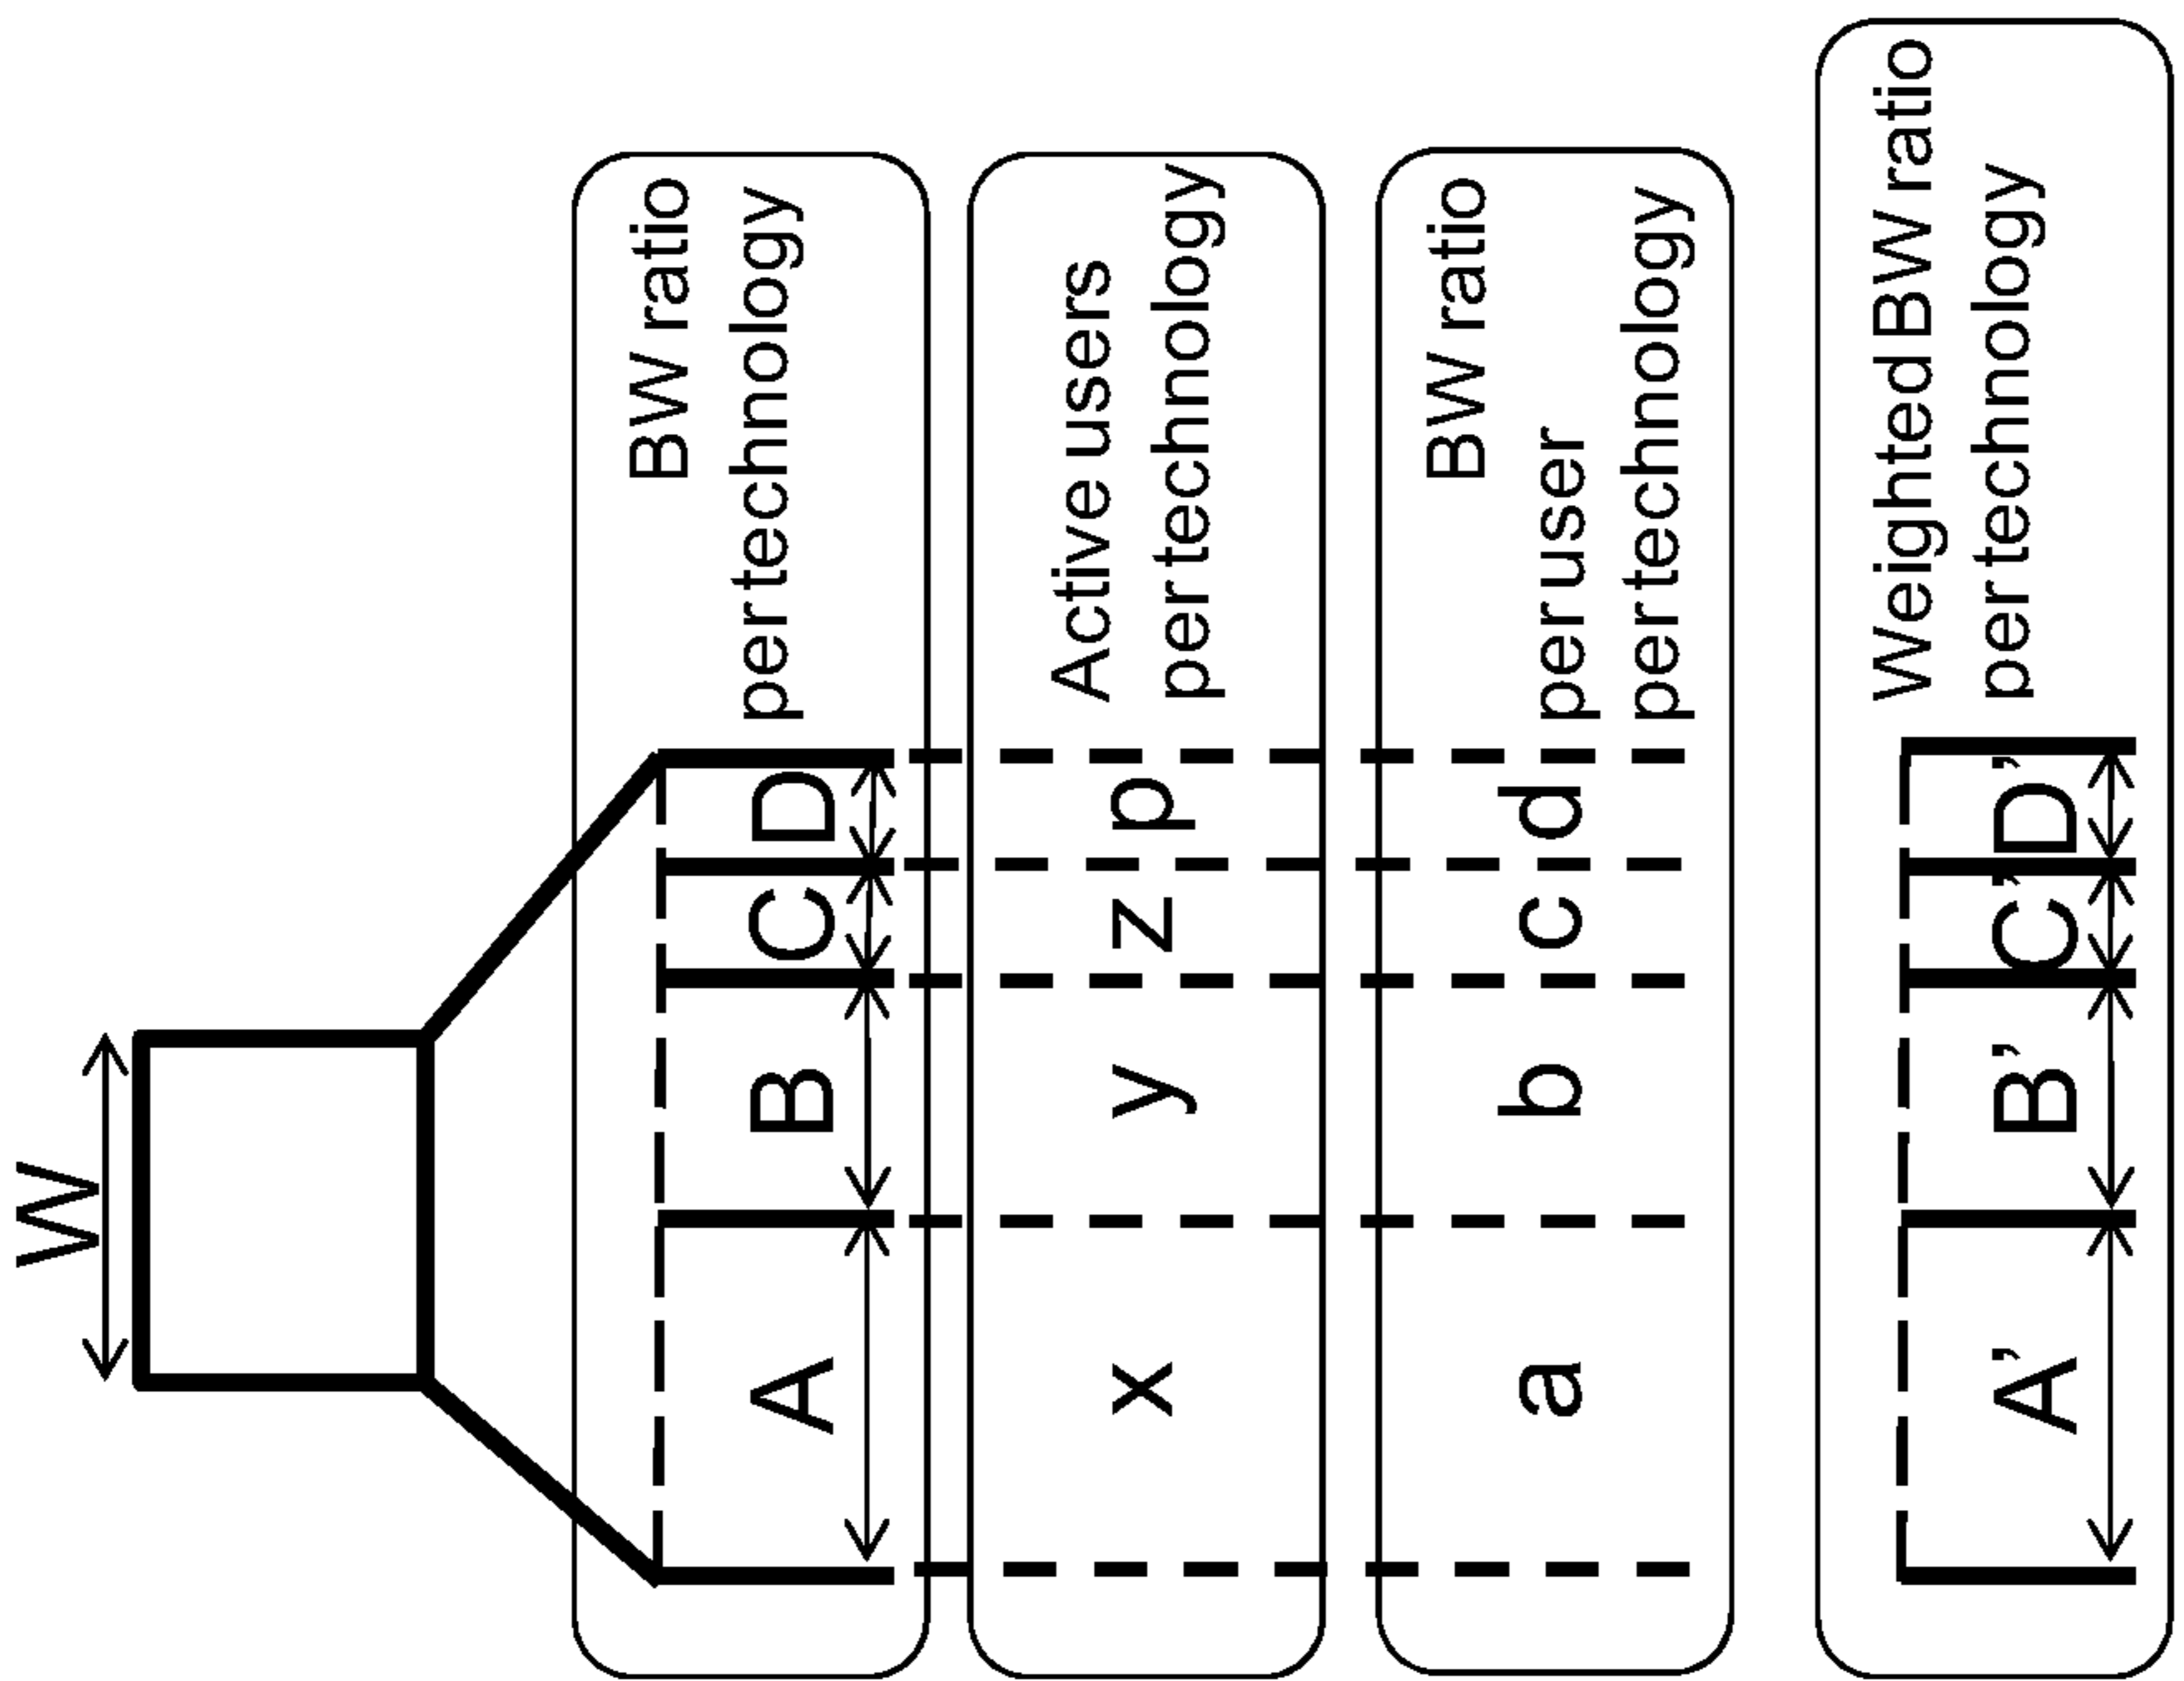 W
A
B
C
D
BW ratio
per technology
x
y
z
p
Active users
per technology
a
b
c
d
BW ratio
per user
per technology
A’
B’
C’
D’
Weighted BW ratio
per technology